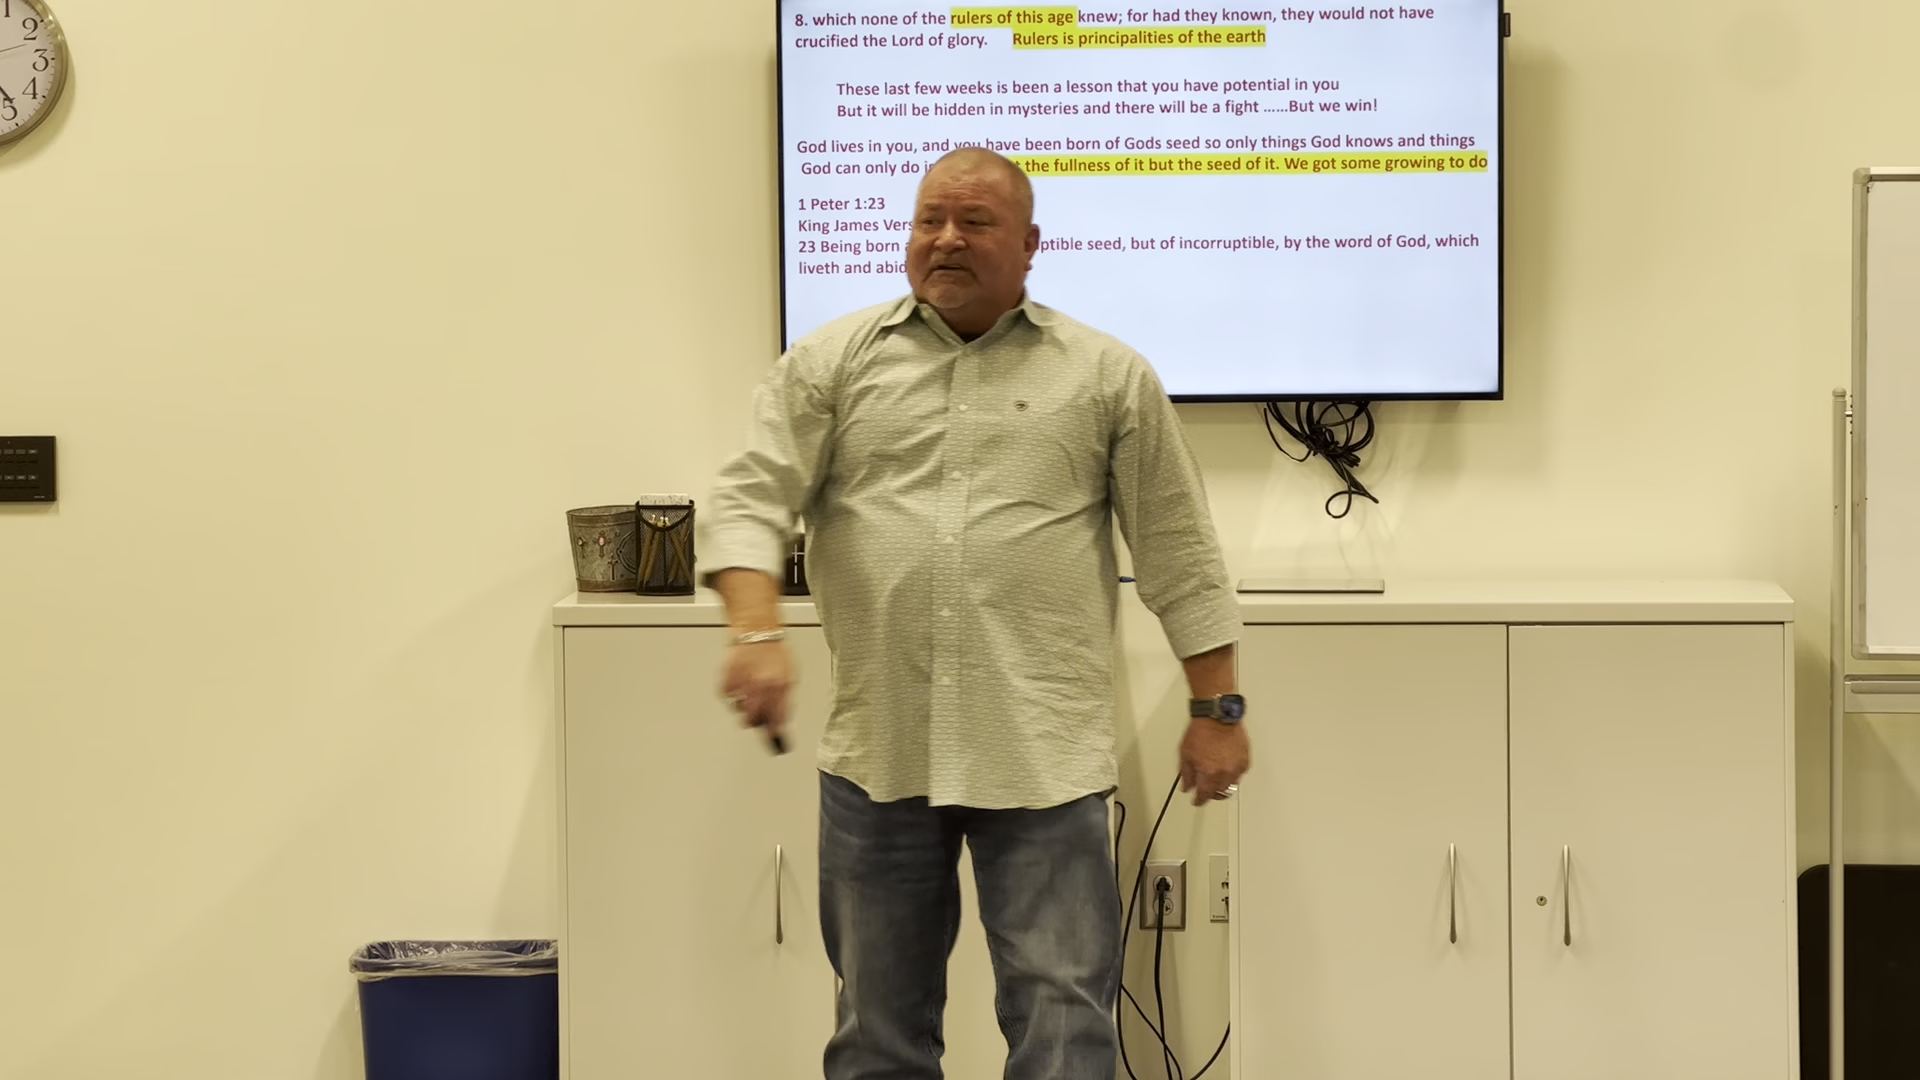 1
2
3
4
5
8. which none of the rulers of this age knew; for had they known, they would not have
crucified the Lord of glory. Rulers is principalities of the earth
These last few weeks is been a lesson that you have potential in you
But it will be hidden in mysteries and there will be a fight ......But we win!
God lives in you, and you have been born of Gods seed so only things God knows and things
God can only do the fullness of it but the seed of it. We got some growing to do
1 Peter 1:23
King James
23 Being born seed, but of incorruptible, by the word of God, which
liveth and